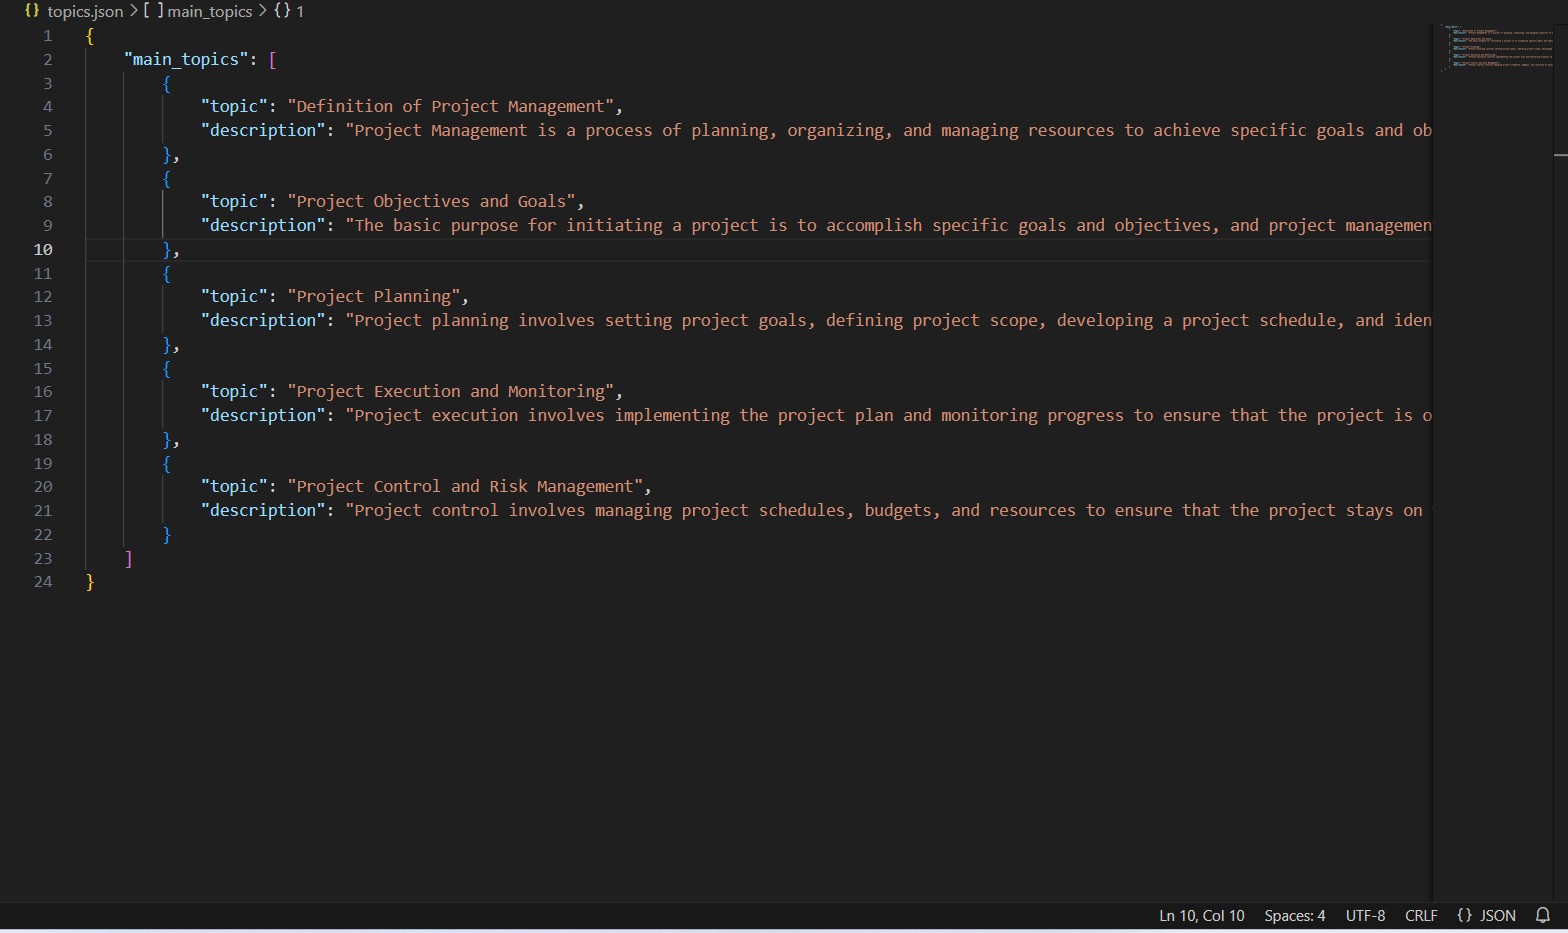 {} topics.json > [ ] main_topics > {} 1
1 {
2 "main_topics": [
3 {
4 "topic": "Definition of Project Management",
5 "description": "Project Management is a process of planning, organizing, and managing resources to achieve specific goals and ob
6 },
7 {
8 "topic": "Project Objectives and Goals",
9 "description": "The basic purpose for initiating a project is to accomplish specific goals and objectives, and project managemen
10 },
11 {
12 "topic": "Project Planning",
13 "description": "Project planning involves setting project goals, defining project scope, developing a project schedule, and iden
14 },
15 {
16 "topic": "Project Execution and Monitoring",
17 "description": "Project execution involves implementing the project plan and monitoring progress to ensure that the project is o
18 },
19 {
20 "topic": "Project Control and Risk Management",
21 "description": "Project control involves managing project schedules, budgets, and resources to ensure that the project stays on
22 }
23 ]
24 }
Ln 10, Col 10 Spaces: 4 UTF-8 CRLF {} JSON